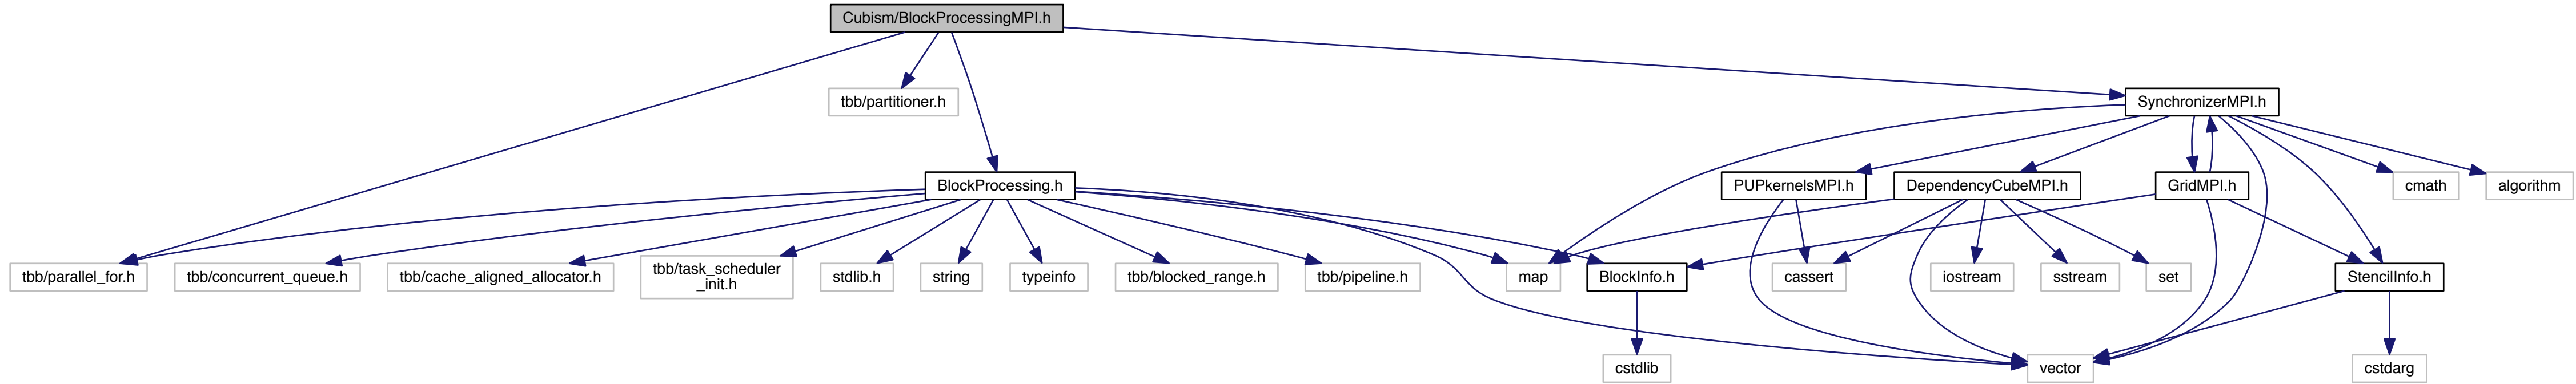 Cubism/BlockProcessingMPI.h
tbb/partitioner.h
SynchronizerMPI.h
BlockProcessing.h
PUPkernelsMPI.h
DependencyCubeMPI.h
GridMPI.h
cmath
algorithm
tbb/parallel_for.h
tbb/concurrent_queue.h
tbb/cache_aligned_allocator.h
tbb/task_scheduler
_init.h
stdlib.h
string
typeinfo
tbb/blocked_range.h
tbb/pipeline.h
map
BlockInfo.h
cassert
iostream
sstream
set
StencilInfo.h
cstdlib
vector
cstdarg